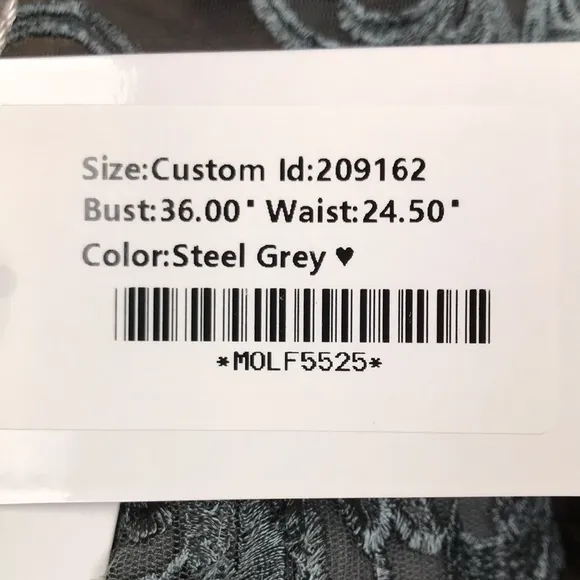 Size:Custom Id:209162
Bust:36.00" Waist:24.50"
Color:Steel Grey ♥
*MOLF5525*